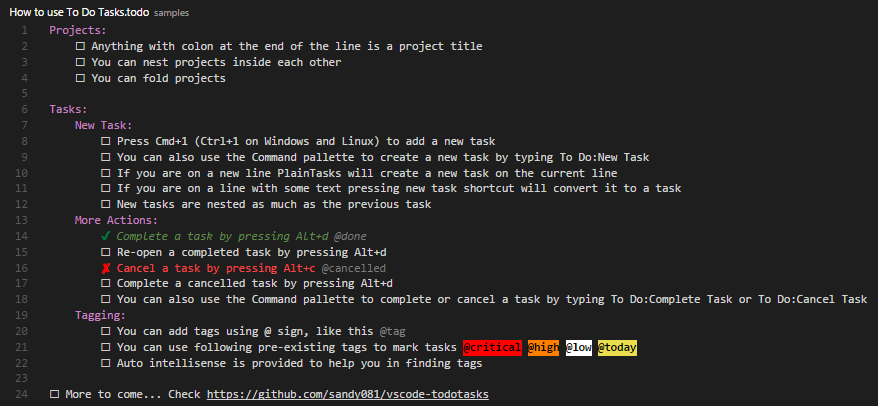 How to use To Do Tasks.todo samples
1 Projects:
2 ☐ Anything with colon at the end of the line is a project title
3 ☐ You can nest projects inside each other
4 ☐ You can fold projects
5
6 Tasks:
7 New Task:
8 ☐ Press Cmd+1 (Ctrl+1 on Windows and Linux) to add a new task
9 ☐ You can also use the Command pallette to create a new task by typing To Do:New Task
10 ☐ If you are on a new line PlainTasks will create a new task on the current line
11 ☐ If you are on a line with some text pressing new task shortcut will convert it to a task
12 ☐ New tasks are nested as much as the previous task
13 More Actions:
14 ✔ Complete a task by pressing Alt+d @done
15 ☐ Re-open a completed task by pressing Alt+d
16 ✘ Cancel a task by pressing Alt+c @cancelled
17 ☐ Complete a cancelled task by pressing Alt+d
18 ☐ You can also use the Command pallette to complete or cancel a task by typing To Do:Complete Task or To Do:Cancel Task
19 Tagging:
20 ☐ You can add tags using @ sign, like this @tag
21 ☐ You can use following pre-existing tags to mark tasks @critical @high @low @today
22 ☐ Auto intellisense is provided to help you in finding tags
23
24 ☐ More to come... Check https://github.com/sandy081/vscode-todotasks